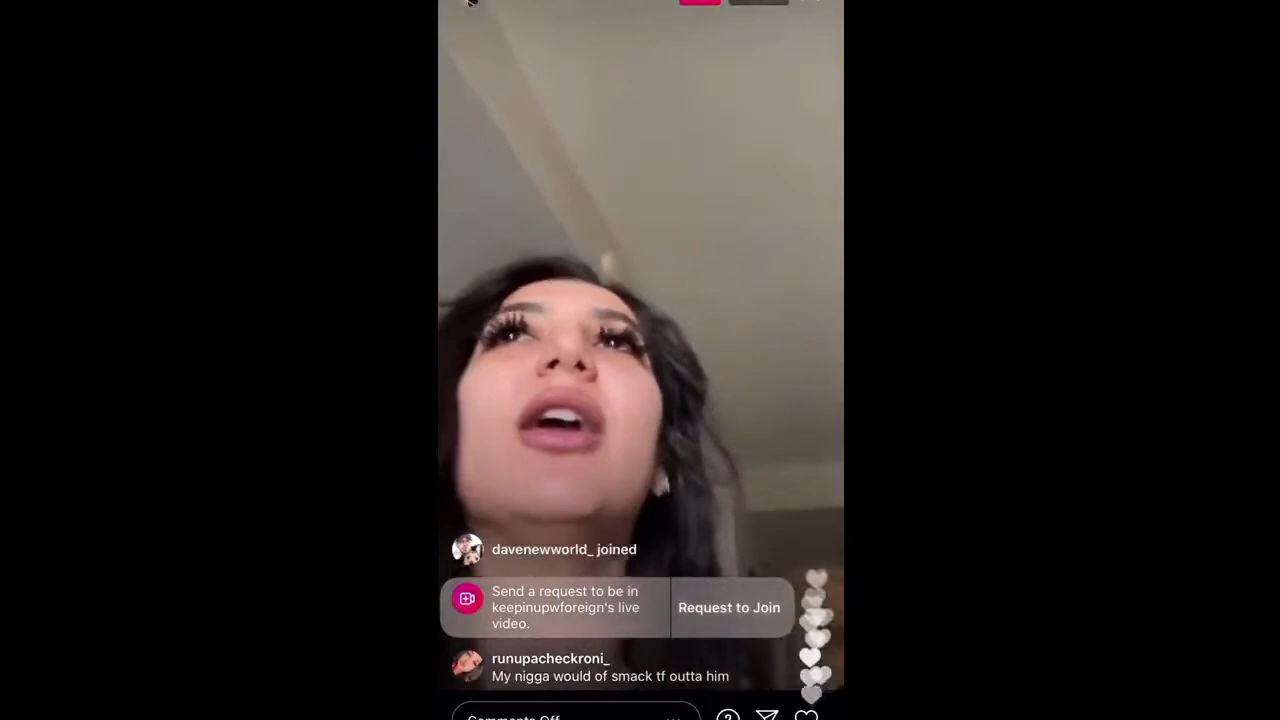 davenewworld_ joined
Send a request to be in
keepinupwforeign's live
video.
Request to Join
runupacheckroni_
My nigga would of smack tf outta him
Comments Off